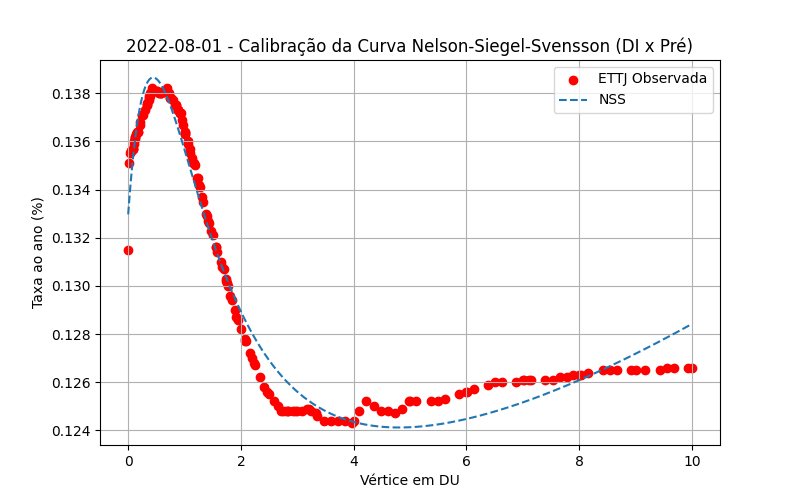 2022-08-01 - Calibração da Curva Nelson-Siegel-Svensson (DI x Pré)
ETTJ Observada
NSS
Taxa ao ano (%)
0.138
0.136
0.134
0.132
0.130
0.128
0.126
0.124
0 2 4 6 8 10
Vértice em DU